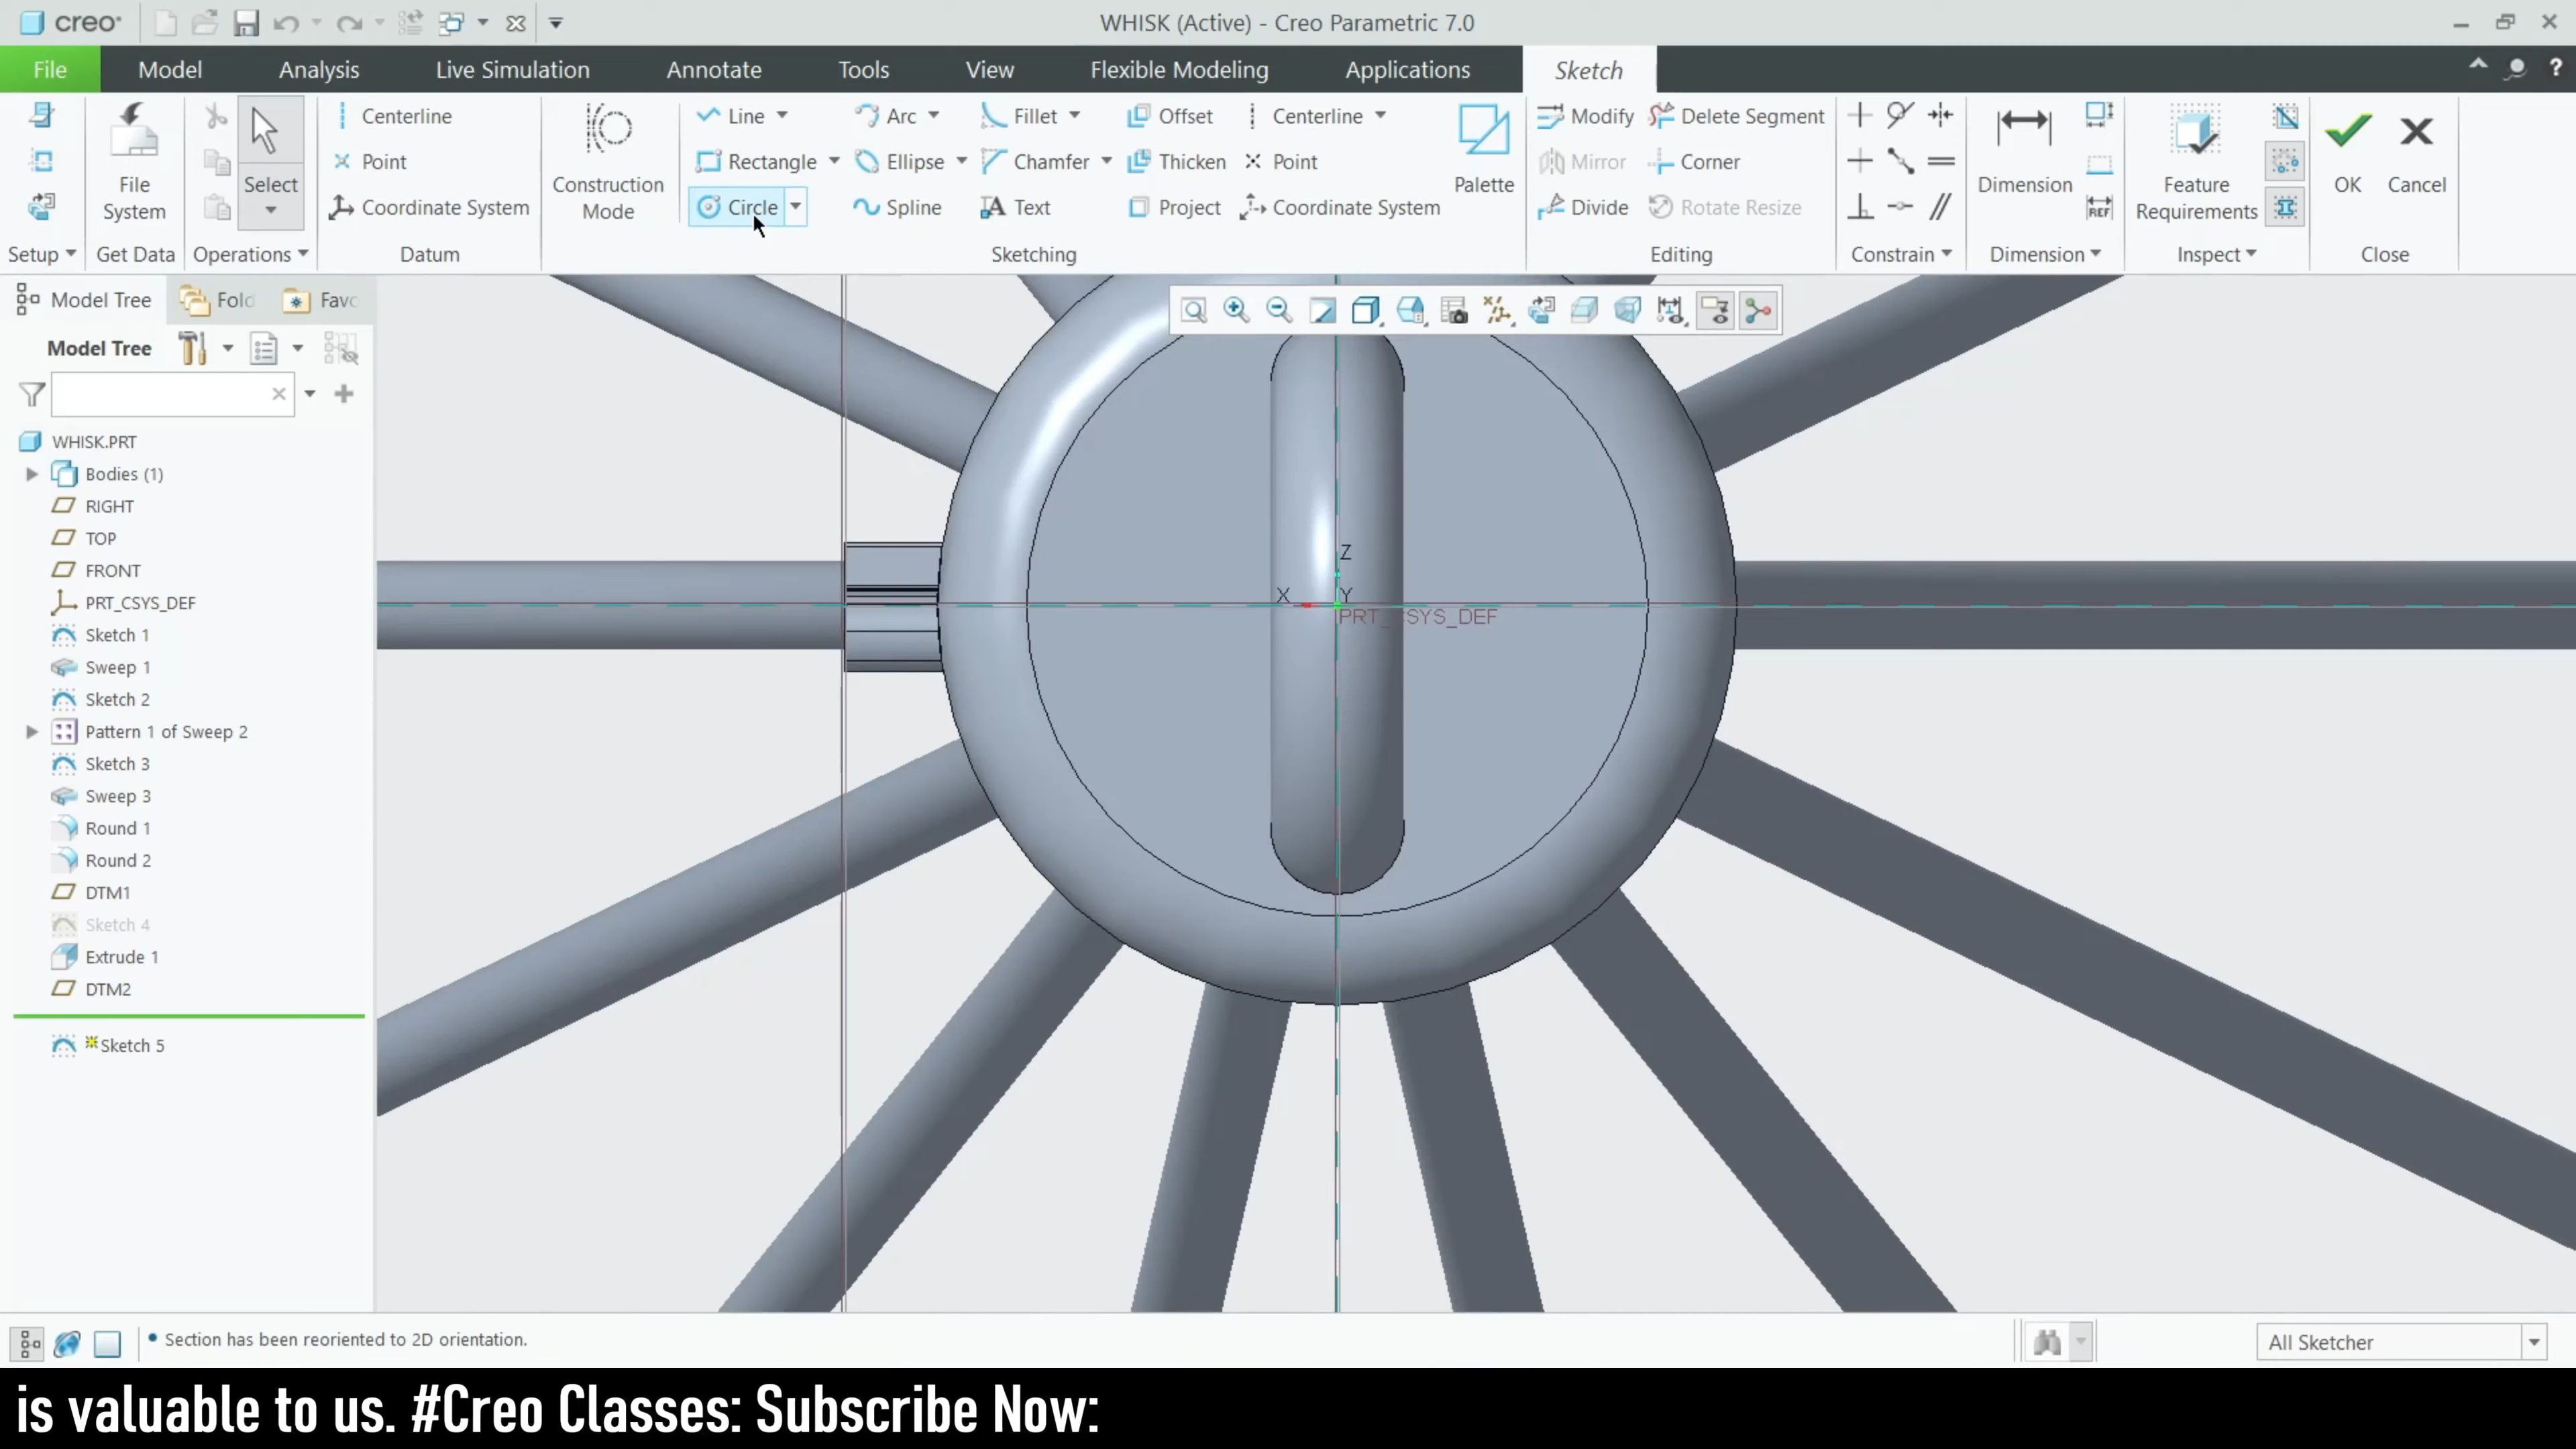 creo
WHISK (Active) - Creo Parametric 7.0
File
Model
Analysis
Live Simulation
Annotate
Tools
View
Flexible Modeling
Applications
Sketch
Setup
File System
Get Data
Select
Operations
Centerline
Point
Coordinate System
Datum
Construction Mode
Line
Arc
Fillet
Offset
Centerline
Rectangle
Ellipse
Chamfer
Thicken
Point
Circle
Spline
Text
Project
Coordinate System
Palette
Sketching
Modify
Delete Segment
Mirror
Corner
Divide
Rotate Resize
Editing
Constrain
Dimension
REF
Dimension
Feature Requirements
Inspect
OK
Cancel
Close
Model Tree
Fold
Favo
Model Tree
WHISK.PRT
Bodies (1)
RIGHT
TOP
FRONT
PRT_CSYS_DEF
Sketch 1
Sweep 1
Sketch 2
Pattern 1 of Sweep 2
Sketch 3
Sweep 3
Round 1
Round 2
DTM1
Sketch 4
Extrude 1
DTM2
Sketch 5
Z
X
Y
PRT_CSYS_DEF
Section has been reoriented to 2D orientation.
All Sketcher
is valuable to us. #Creo Classes: Subscribe Now: